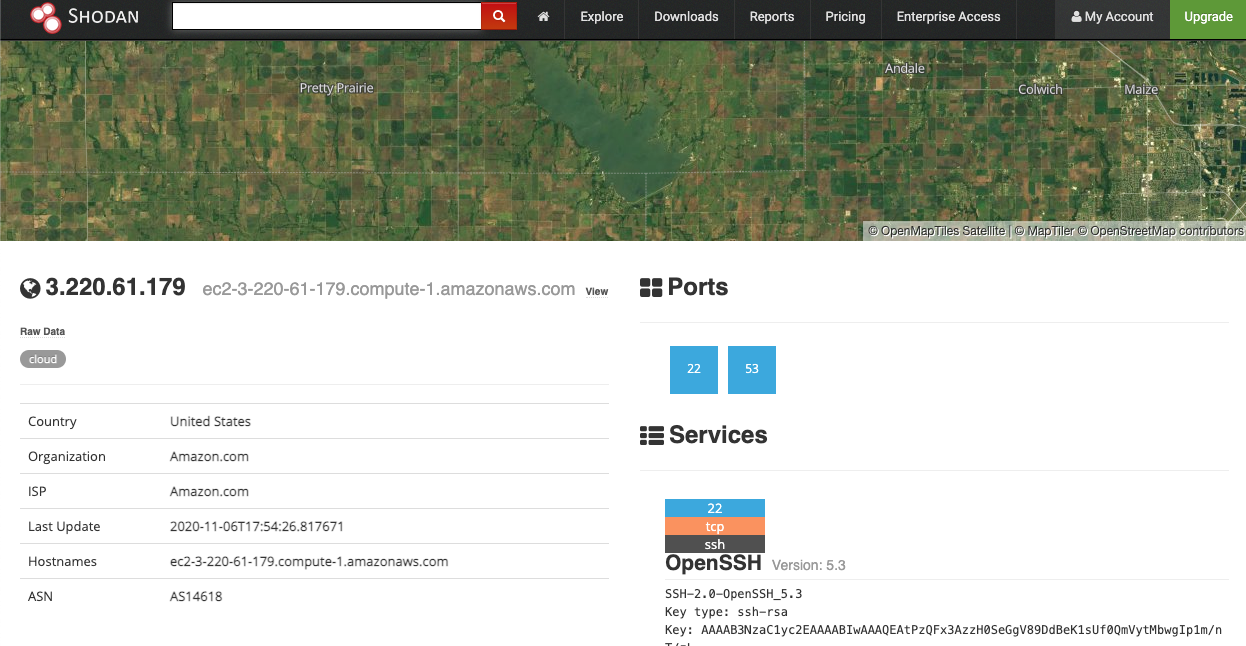 SHODAN
Explore
Downloads
Reports
Pricing
Enterprise Access
My Account
Upgrade
Pretty Prairie
Andale
Colwich
Maize
© OpenMapTiles Satellite | © MapTiler © OpenStreetMap contributors
3.220.61.179 ec2-3-220-61-179.compute-1.amazonaws.com View
Raw Data
cloud
Country United States
Organization Amazon.com
ISP Amazon.com
Last Update 2020-11-06T17:54:26.817671
Hostnames ec2-3-220-61-179.compute-1.amazonaws.com
ASN AS14618
Ports
22 53
Services
22
tcp
ssh
OpenSSH Version: 5.3
SSH-2.0-OpenSSH_5.3
Key type: ssh-rsa
Key: AAAAB3NzaC1yc2EAAAABIwAAAQEAtPzQFx3AzzH0SeGgV89DdBeK1sUf0QmVytMbwgIp1m/n